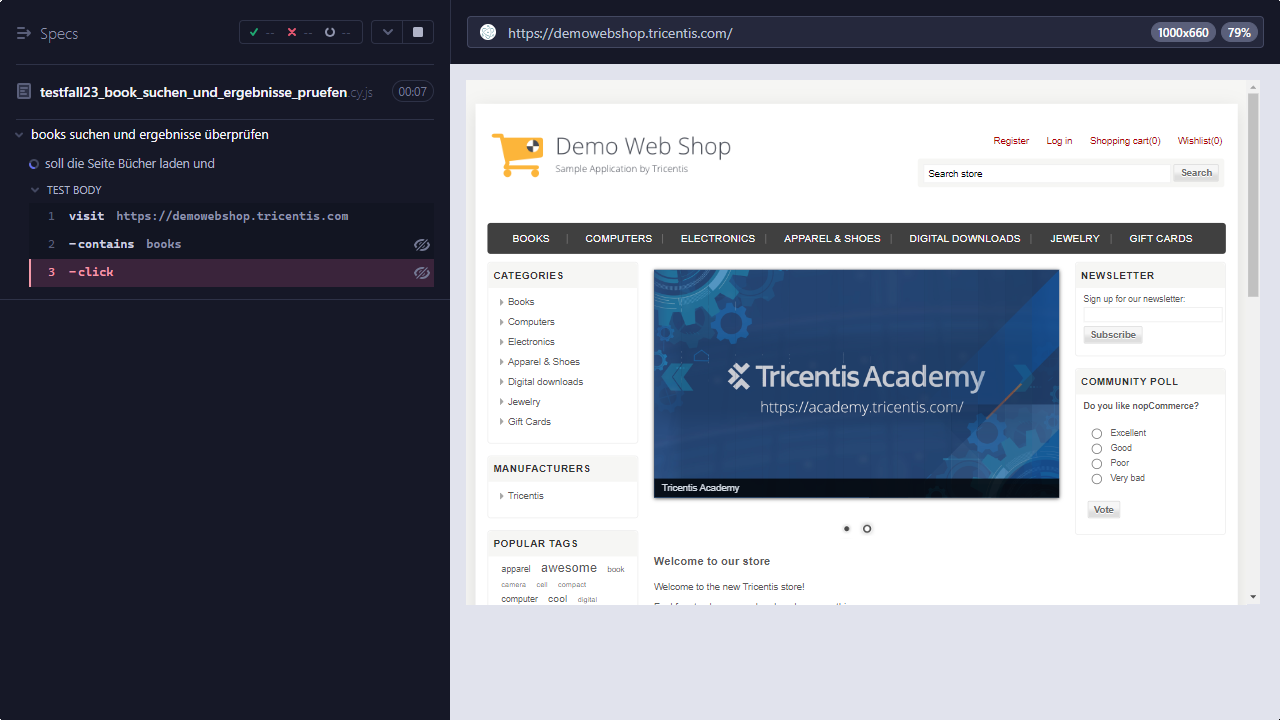 Specs
-- -- --
testfall23_book_suchen_und_ergebnisse_pruefen cy.js 00:07
books suchen und ergebnisse überprüfen
soll die Seite Bücher laden und
TEST BODY
1 visit https://demowebshop.tricentis.com
2 -contains books
3 -click
https://demowebshop.tricentis.com/
1000x660 79%
Demo Web Shop
Sample Application by Tricentis
Register Log in Shopping cart(0) Wishlist(0)
Search store Search
BOOKS | COMPUTERS | ELECTRONICS | APPAREL & SHOES | DIGITAL DOWNLOADS | JEWELRY | GIFT CARDS
CATEGORIES
Books
Computers
Electronics
Apparel & Shoes
Digital downloads
Jewelry
Gift Cards
MANUFACTURERS
Tricentis
POPULAR TAGS
apparel awesome book
camera cell compact
computer cool digital
Tricentis Academy
https://academy.tricentis.com/
Tricentis Academy
Welcome to our store
Welcome to the new Tricentis store!
NEWSLETTER
Sign up for our newsletter:
Subscribe
COMMUNITY POLL
Do you like nopCommerce?
Excellent
Good
Poor
Very bad
Vote